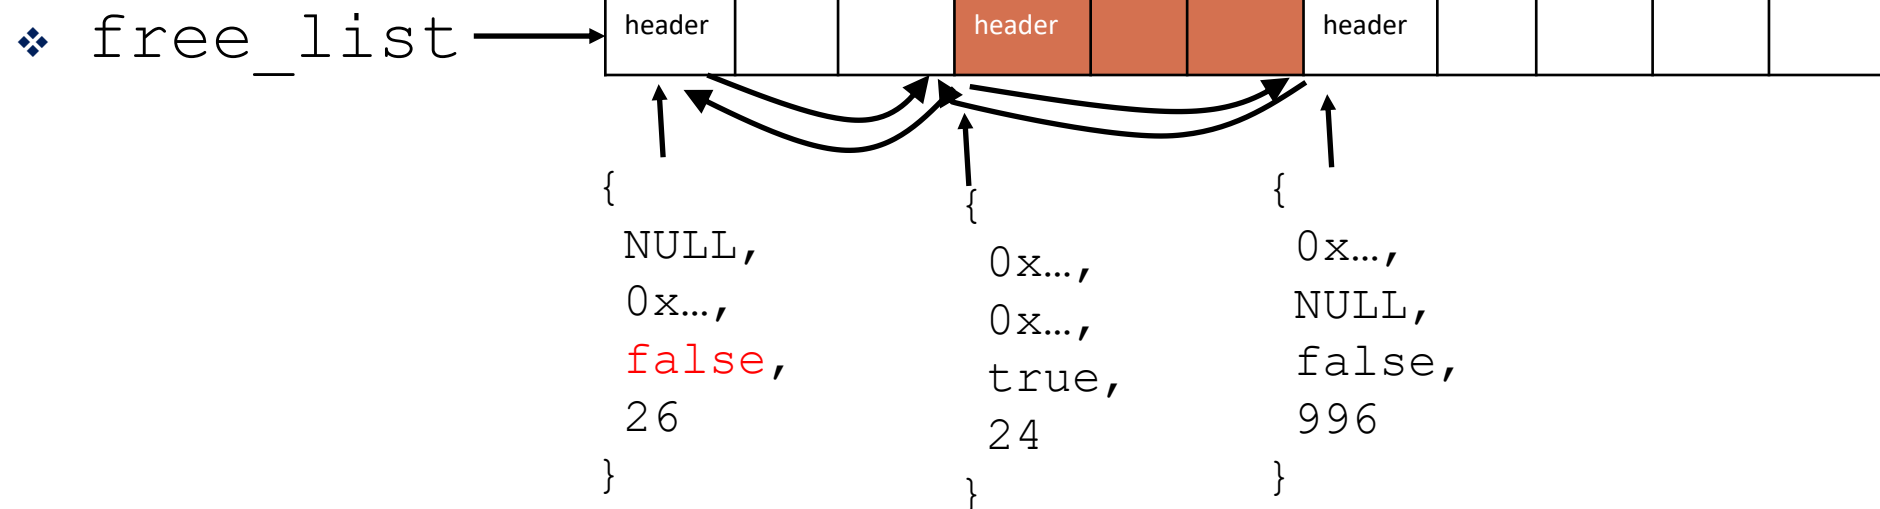 ❖ free_list
header
header
header
{
NULL,
0x…,
false,
26
}
{
0x…,
0x…,
true,
24
}
{
0x…,
NULL,
false,
996
}